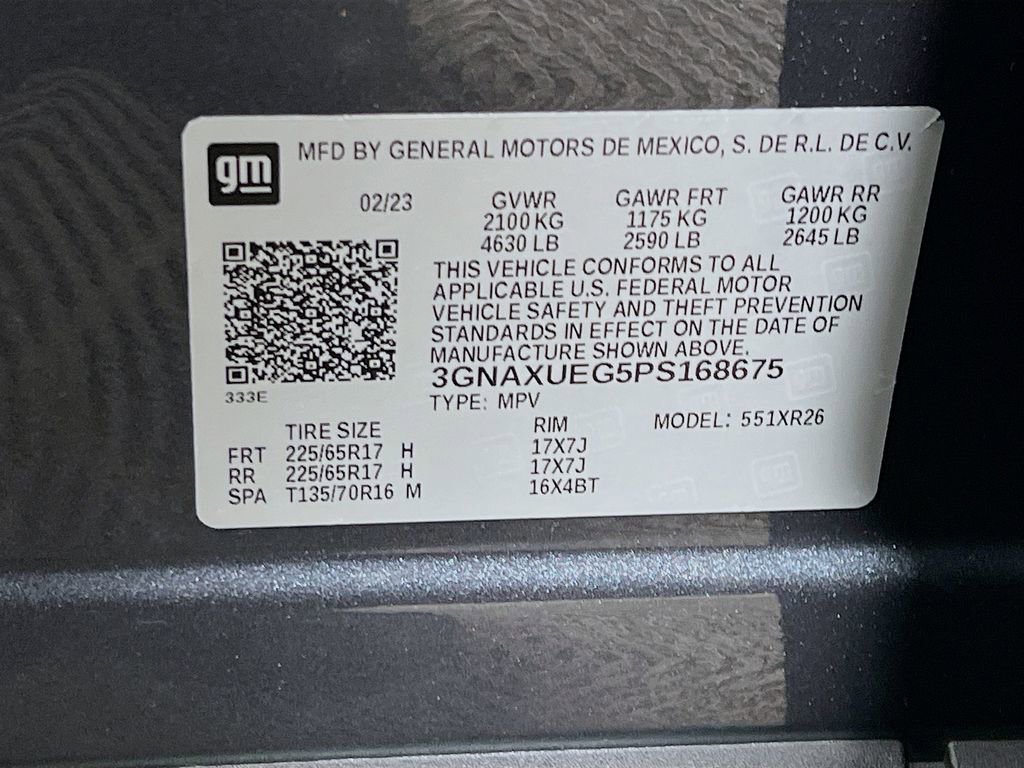 gm MFD BY GENERAL MOTORS DE MEXICO, S. DE R.L. DE C.V.
02/23 GVWR GAWR FRT GAWR RR
2100 KG 1175 KG 1200 KG
4630 LB 2590 LB 2645 LB
THIS VEHICLE CONFORMS TO ALL
APPLICABLE U.S. FEDERAL MOTOR
VEHICLE SAFETY AND THEFT PREVENTION
STANDARDS IN EFFECT ON THE DATE OF
MANUFACTURE SHOWN ABOVE.
3GNAXUEG5PS168675
333E
TYPE: MPV
TIRE SIZE RIM MODEL: 551XR26
FRT 225/65R17 H 17X7J
RR 225/65R17 H 17X7J
SPA T135/70R16 M 16X4BT